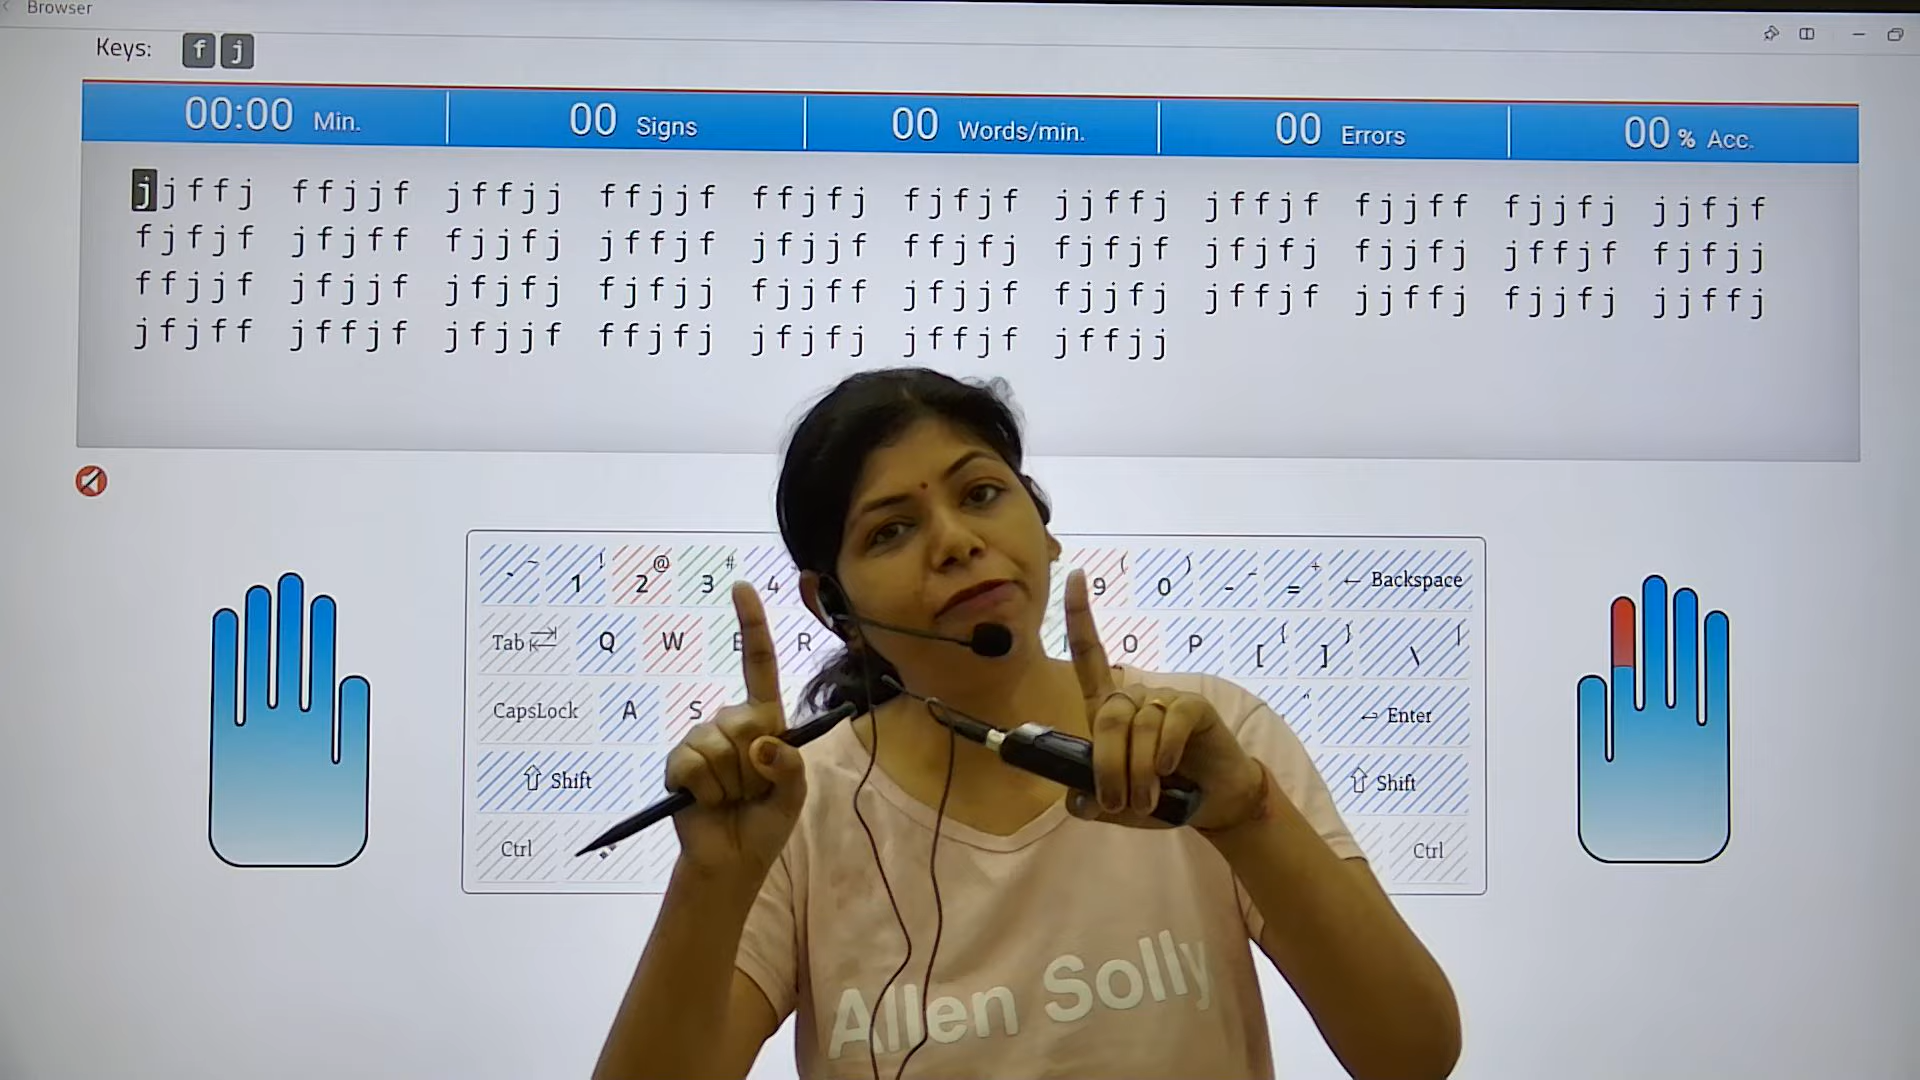 Browser
Keys: f j
00:00 Min. 00 Signs 00 Words/min. 00 Errors 00 % Acc.
jjffj ffjjf jffjj ffjjf ffjfj fjfjf jjffj jffjf fjjff fjjfj jjfjf
fjfjf jfjff fjjfj jffjf jfjjf ffjfj fjfjf jfjfj fjjfj jffjf fjfjj
ffjjf jfjjf jfjfj fjfjj fjjff jfjjf fjjfj jffjf jjffj fjjfj jjffj
jfjff jffjf jfjjf ffjfj jfjfj jffjf jffjj
` ~ 1 ! 2 @ 3 # 4 9 ( 0 ) - _ = + ← Backspace
Tab Q W E R O P [ { ] } \ |
CapsLock A S " Enter
Shift Shift
Ctrl Ctrl
Allen Solly